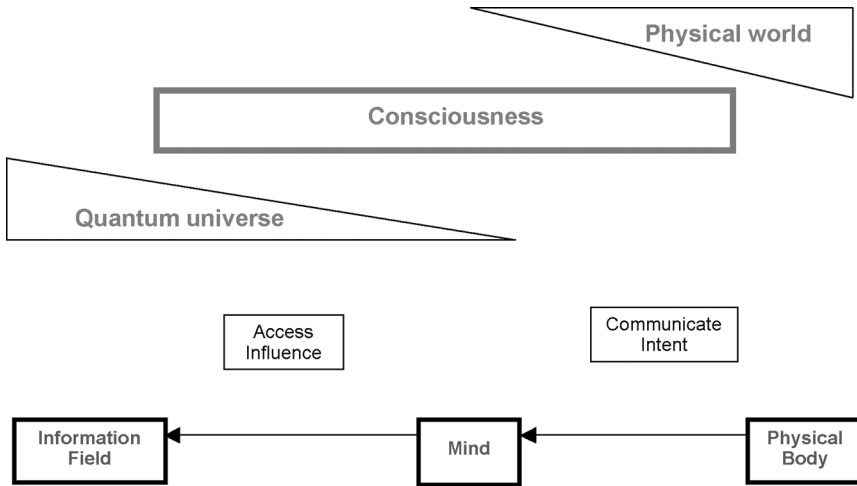 Physical world
Consciousness
Quantum universe
Access
Influence
Communicate
Intent
Information
Field
Mind
Physical
Body